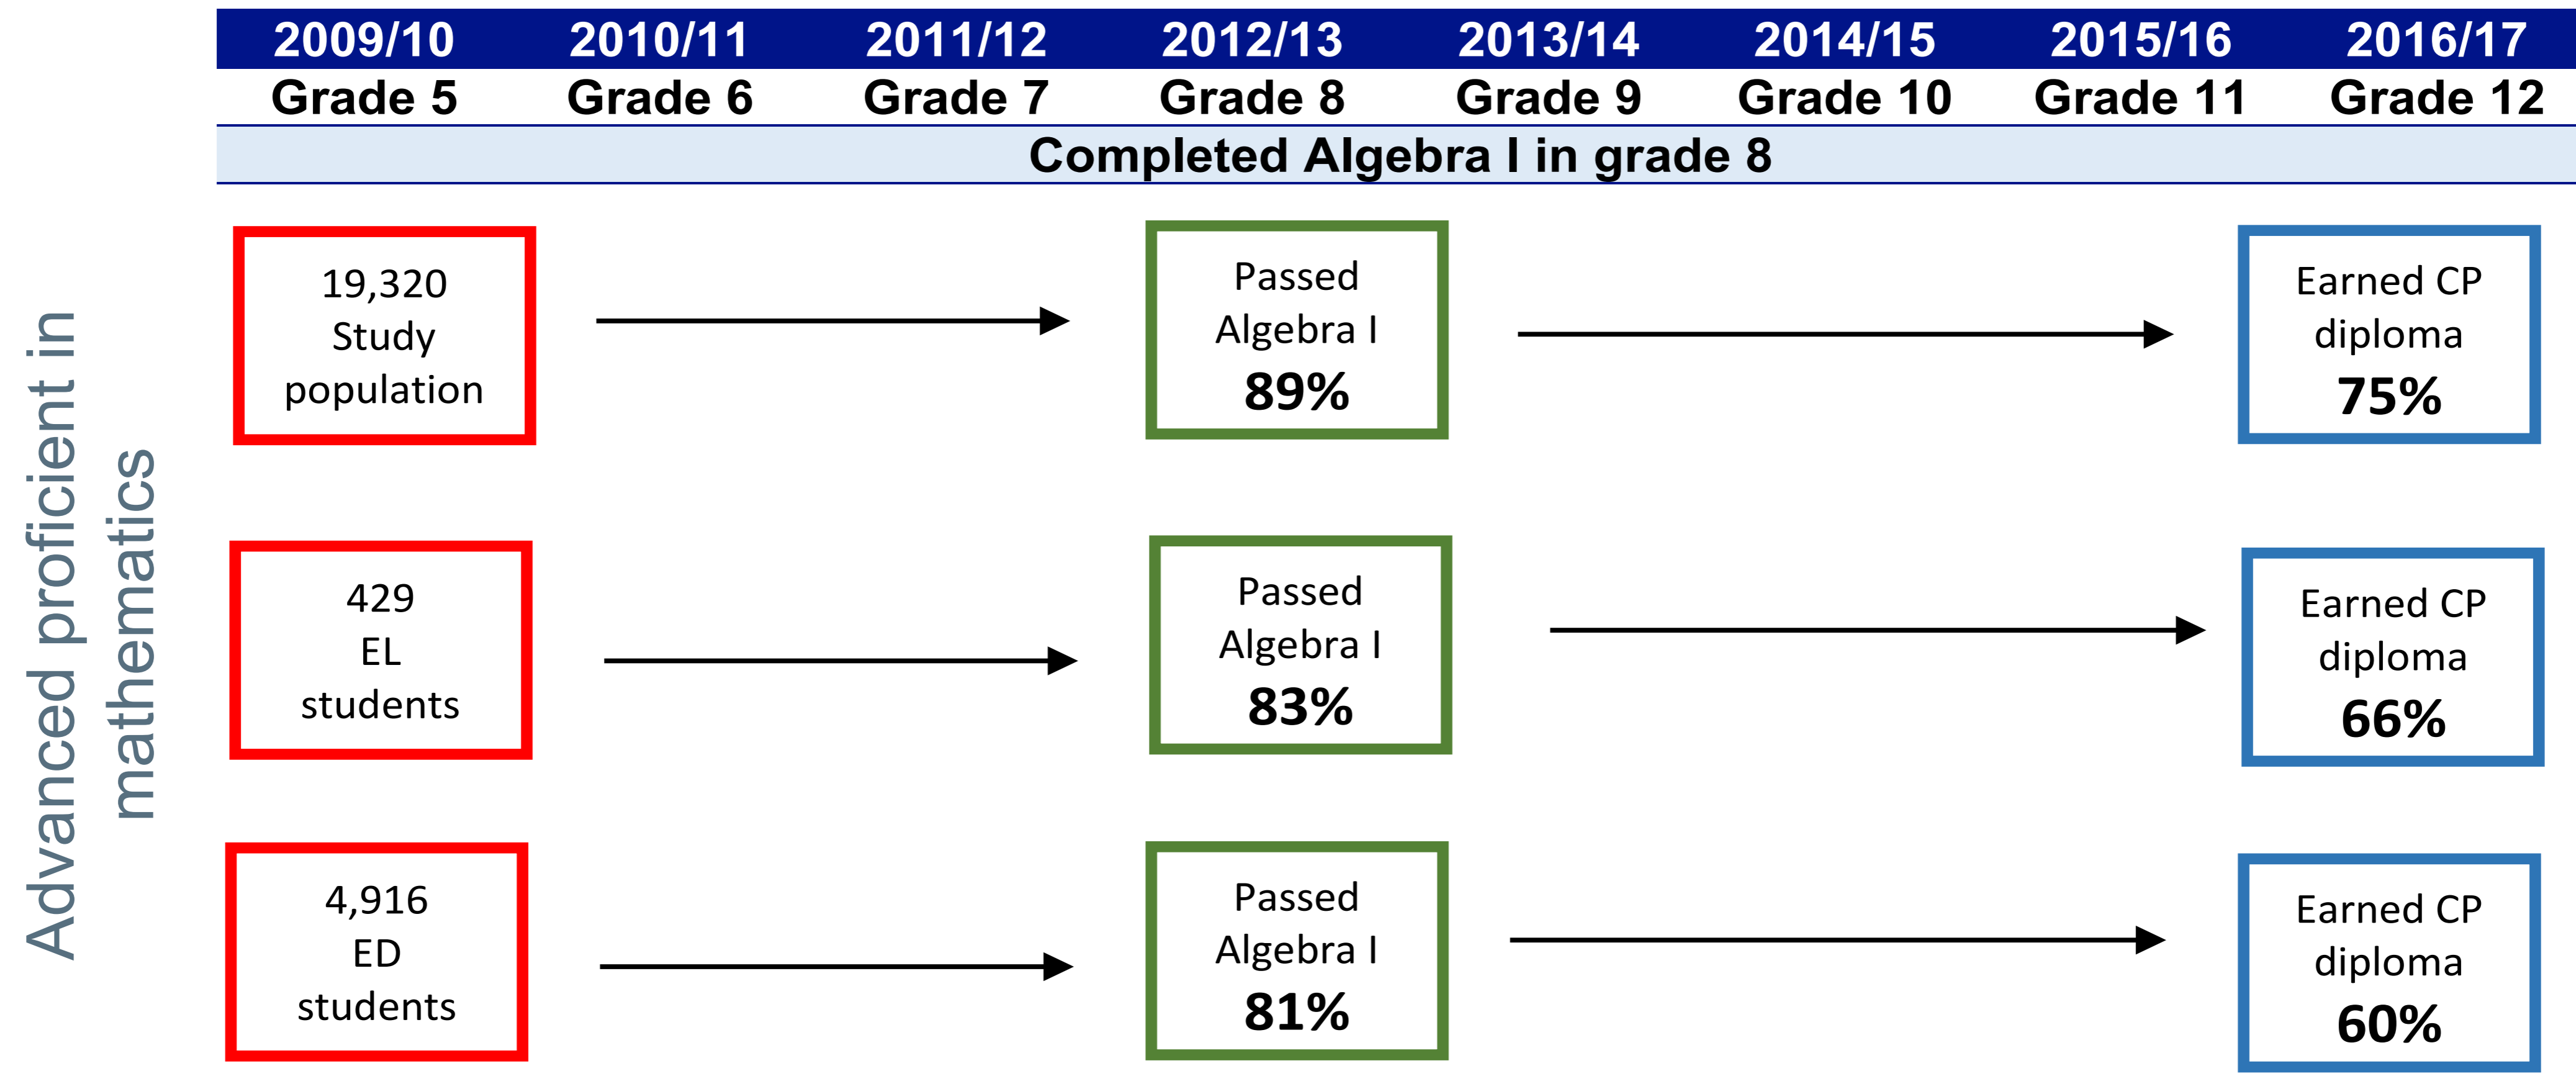 2009/10 2010/11 2011/12 2012/13 2013/14 2014/15 2015/16 2016/17
Grade 5 Grade 6 Grade 7 Grade 8 Grade 9 Grade 10 Grade 11 Grade 12
Completed Algebra I in grade 8
Advanced proficient in
mathematics
19,320
Study
population
Passed
Algebra I
89%
Earned CP
diploma
75%
429
EL
students
Passed
Algebra I
83%
Earned CP
diploma
66%
4,916
ED
students
Passed
Algebra I
81%
Earned CP
diploma
60%